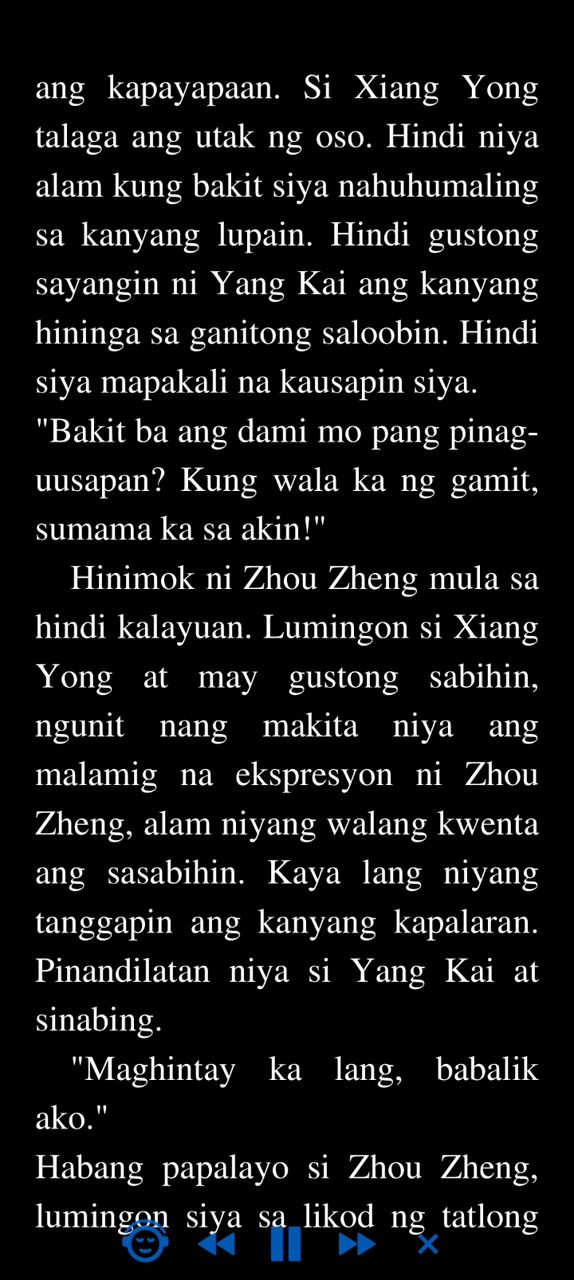 ang kapayapaan. Si Xiang Yong
talaga ang utak ng oso. Hindi niya
alam kung bakit siya nahuhumaling
sa kanyang lupain. Hindi gustong
sayangin ni Yang Kai ang kanyang
hininga sa ganitong saloobin. Hindi
siya mapakali na kausapin siya.
"Bakit ba ang dami mo pang pinag-
uusapan? Kung wala ka ng gamit,
sumama ka sa akin!"
Hinimok ni Zhou Zheng mula sa
hindi kalayuan. Lumingon si Xiang
Yong at may gustong sabihin,
ngunit nang makita niya ang
malamig na ekspresyon ni Zhou
Zheng, alam niyang walang kwenta
ang sasabihin. Kaya lang niyang
tanggapin ang kanyang kapalaran.
Pinandilatan niya si Yang Kai at
sinabing.
"Maghintay ka lang, babalik
ako."
Habang papalayo si Zhou Zheng,
lumingon siya sa likod ng tatlong